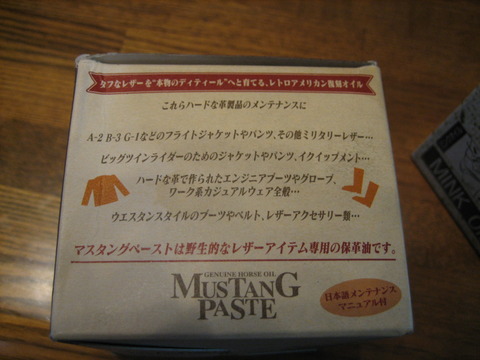 タフなレザーを"本物のディティール"へと育てる、レトロアメリカン復刻オイル
これらハードな革製品のメンテナンスに
A-2 B-3 G-1などのフライトジャケットやパンツ、その他ミリタリーレザー…
ビッグツインライダーのためのジャケットやパンツ、イクイップメント…
ハードな革で作られたエンジニアブーツやグローブ、
ワーク系カジュアルウェア全般…
ウエスタンスタイルのブーツやベルト、レザーアクセサリー類…
マスタングペーストは野生的なレザーアイテム専用の保革油です。
GENUINE HORSE OIL
MUSTANG
PASTE
日本語メンテナンス
マニュアル付
MINK